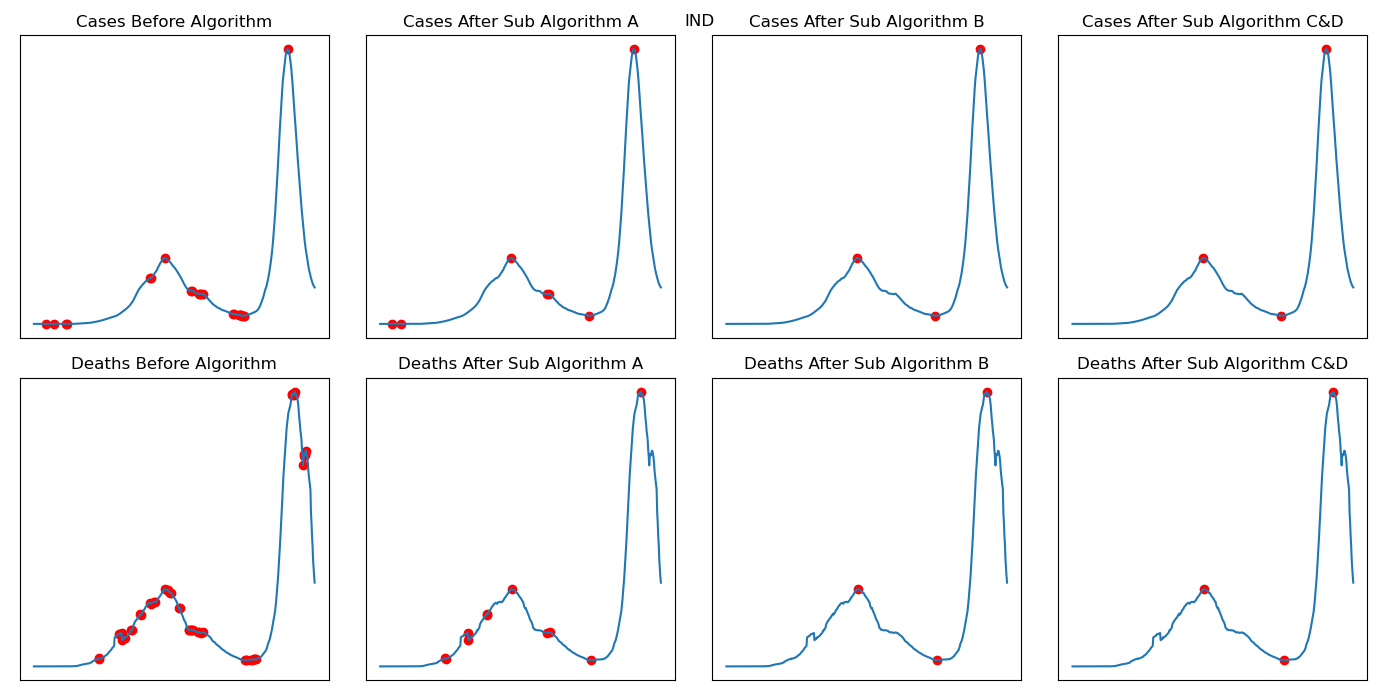 IND
Cases Before Algorithm
Cases After Sub Algorithm A
Cases After Sub Algorithm B
Cases After Sub Algorithm C&D
Deaths Before Algorithm
Deaths After Sub Algorithm A
Deaths After Sub Algorithm B
Deaths After Sub Algorithm C&D